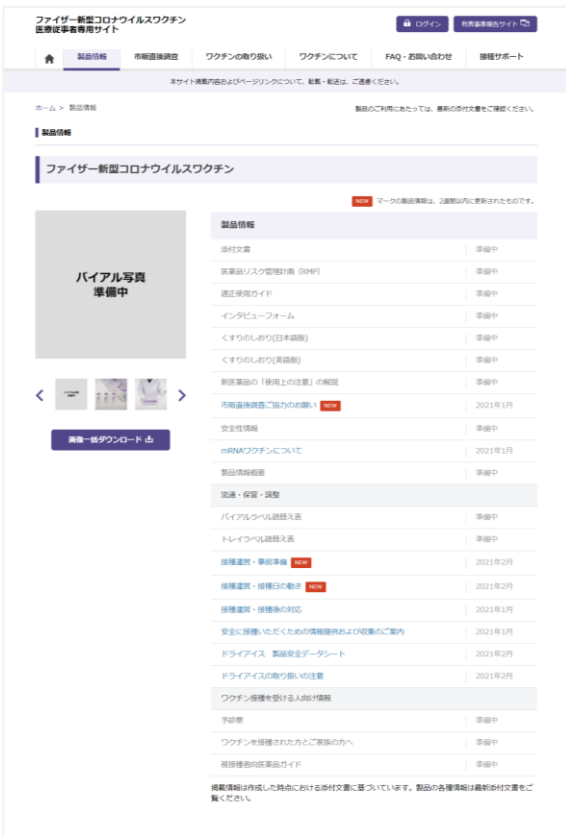 ファイザー新型コロナウイルスワクチン
医療従事者専用サイト
ログイン
有害事象報告サイト
製品情報
市販直後調査
ワクチンの取り扱い
ワクチンについて
FAQ・お問い合わせ
接種サポート
本サイト掲載内容およびページリンクについて、転載・転送は、ご遠慮ください。
ホーム > 製品情報
製品のご利用にあたっては、最新の添付文書をご確認ください。
製品情報
ファイザー新型コロナウイルスワクチン
NEW マークの製品情報は、2週間以内に更新されたものです。
バイアル写真
準備中
画像一括ダウンロード
製品情報
添付文書 準備中
医薬品リスク管理計画（RMP） 準備中
適正使用ガイド 準備中
インタビューフォーム 準備中
くすりのしおり(日本語版) 準備中
くすりのしおり(英語版) 準備中
新医薬品の「使用上の注意」の解説 準備中
市販直後調査ご協力のお願い NEW 2021年1月
安全性情報 準備中
mRNAワクチンについて 2021年1月
製品情報概要 準備中
流通・保管・調整
バイアルラベル読替え表 準備中
トレイラベル読替え表 準備中
接種運営・事前準備 NEW 2021年2月
接種運営・接種日の動き NEW 2021年2月
接種運営・接種後の対応 2021年1月
安全に接種いただくための情報提供および収集のご案内 2021年1月
ドライアイス 製品安全データシート 2021年2月
ドライアイスの取り扱いの注意 2021年2月
ワクチン接種を受ける人向け情報
予診票 準備中
ワクチンを接種された方とご家族の方へ 準備中
被接種者向医薬品ガイド 準備中
掲載情報は作成した時点における添付文書に基づいています。製品の各種情報は最新添付文書をご
覧ください。